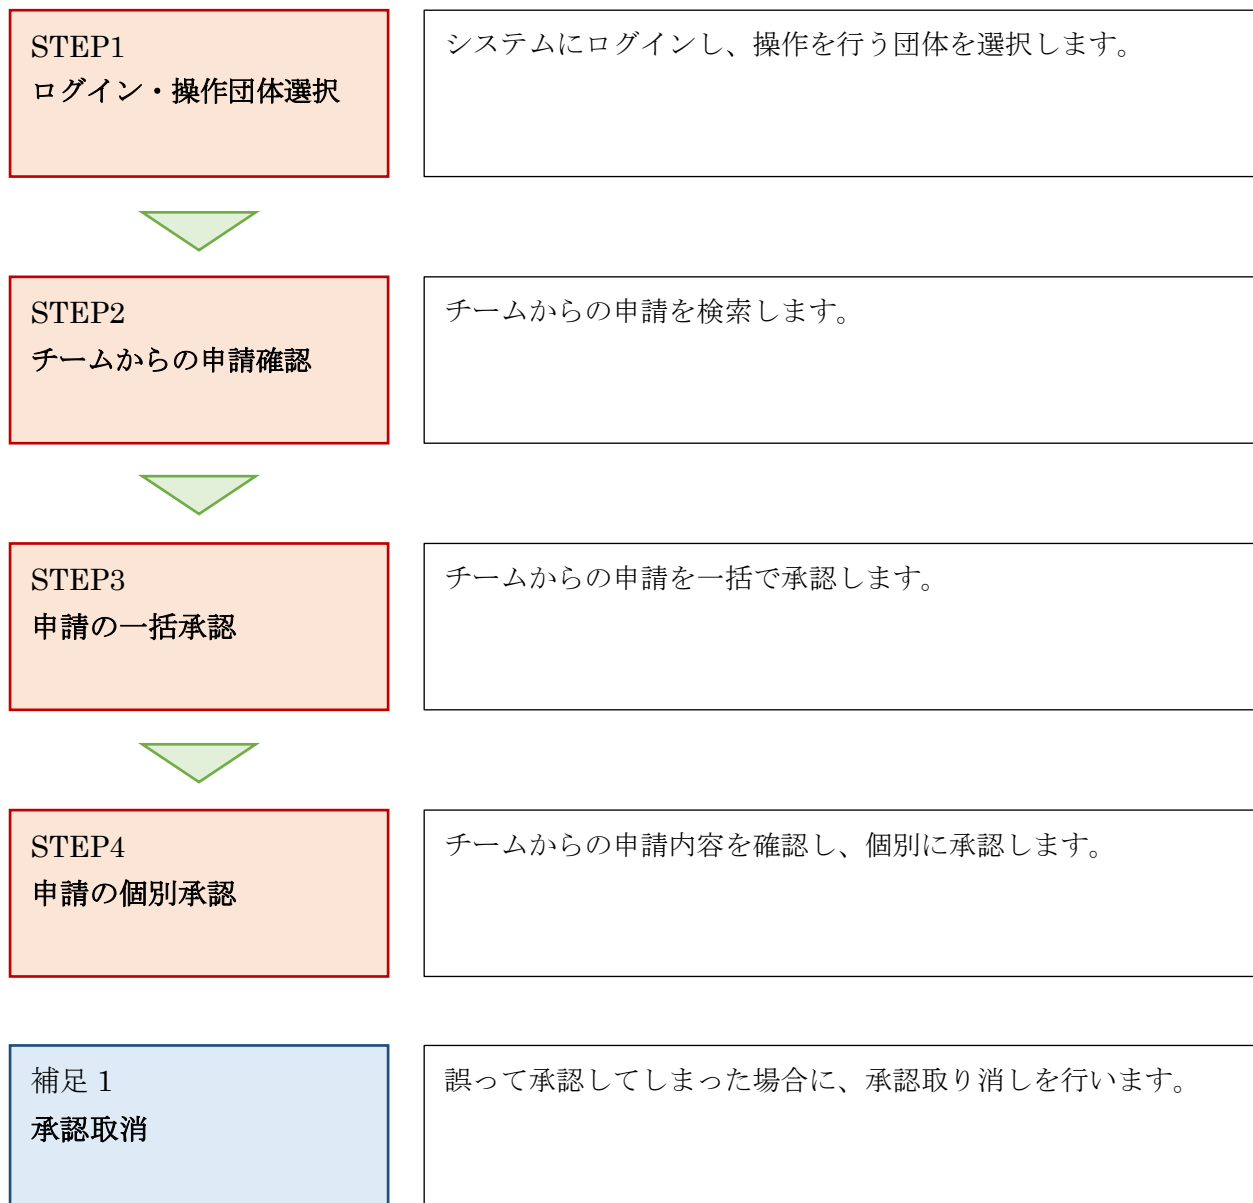 STEP1
ログイン・操作団体選択
システムにログインし、操作を行う団体を選択します。
STEP2
チームからの申請確認
チームからの申請を検索します。
STEP3
申請の一括承認
チームからの申請を一括で承認します。
STEP4
申請の個別承認
チームからの申請内容を確認し、個別に承認します。
補足 1
承認取消
誤って承認してしまった場合に、承認取り消しを行います。